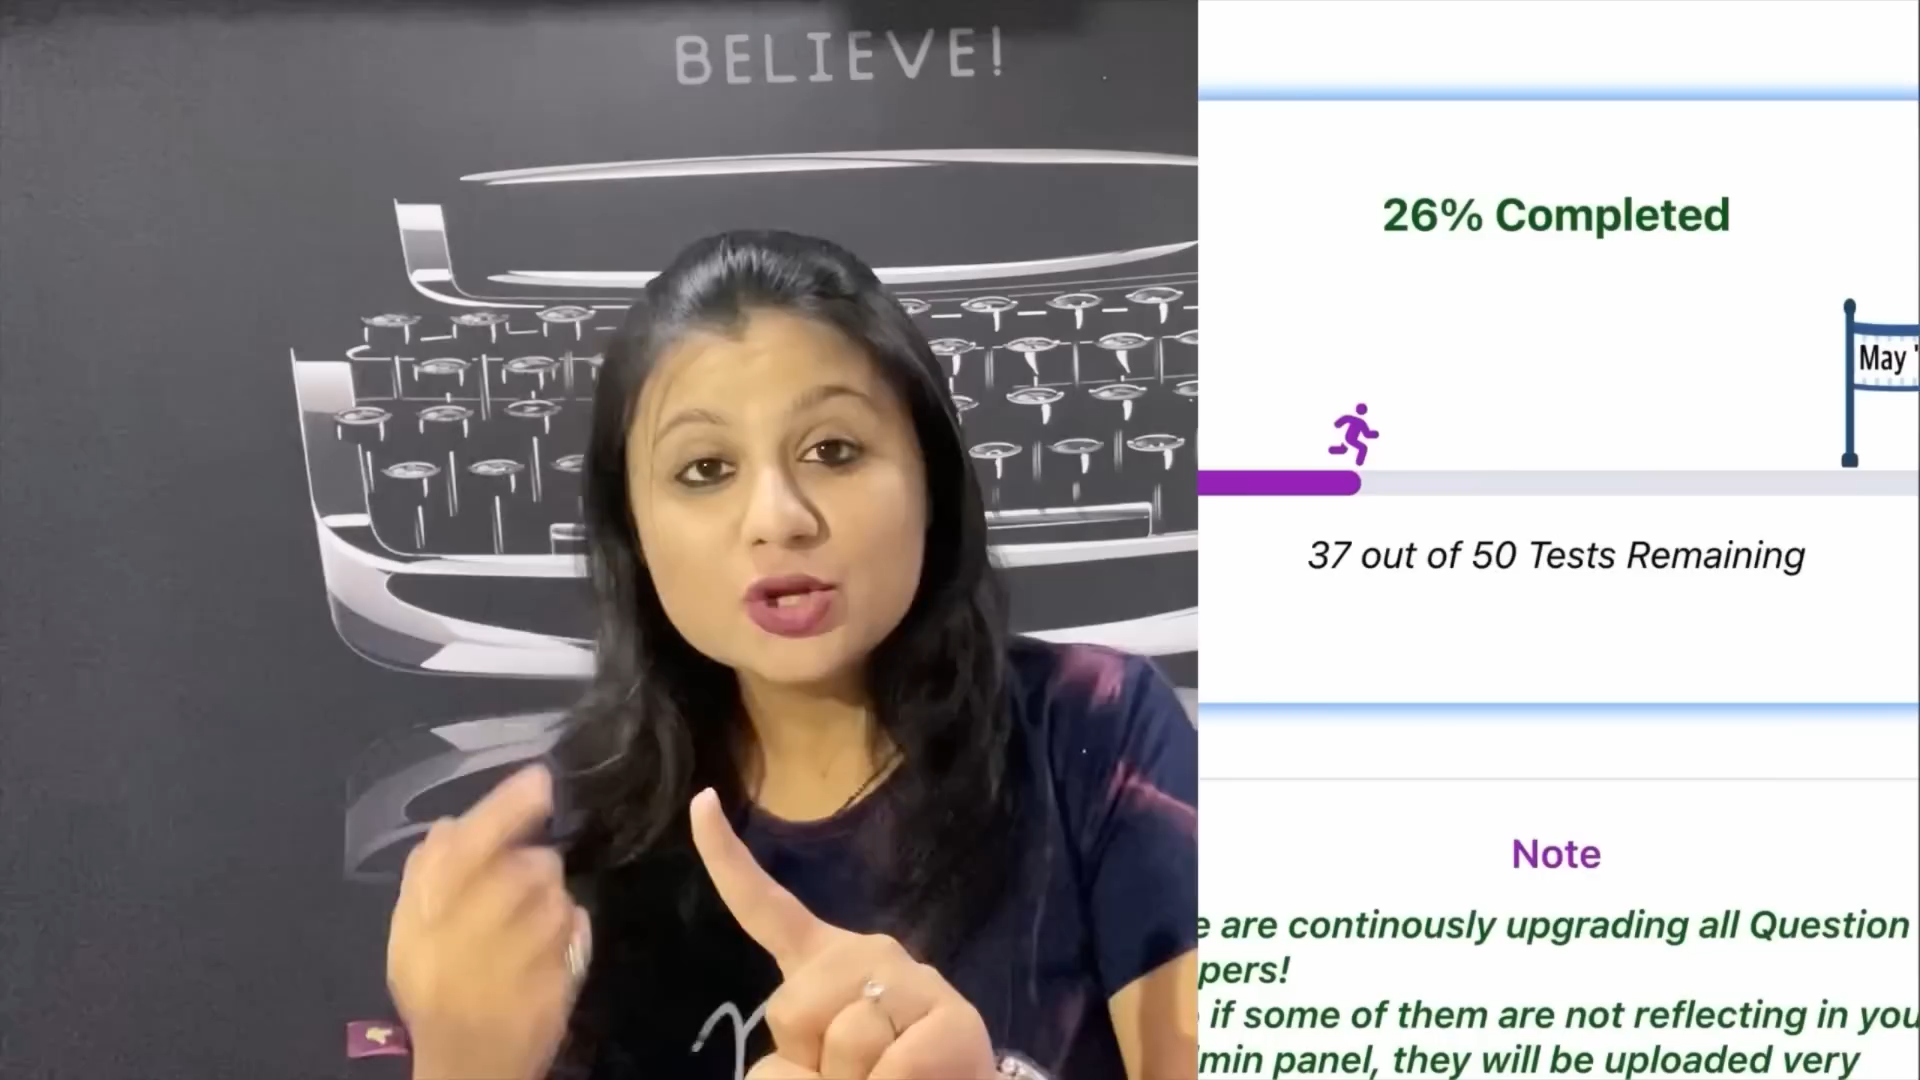 BELIEVE!
26% Completed
May '
37 out of 50 Tests Remaining
Note
e are continously upgrading all Question
pers!
if some of them are not reflecting in you
min panel, they will be uploaded very